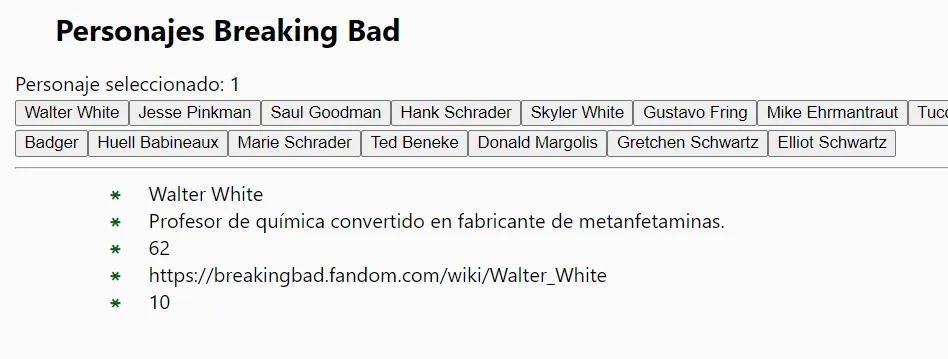 Personajes Breaking Bad
Personaje seleccionado: 1
Walter White Jesse Pinkman Saul Goodman Hank Schrader Skyler White Gustavo Fring Mike Ehrmantraut Tuco
Badger Huell Babineaux Marie Schrader Ted Beneke Donald Margolis Gretchen Schwartz Elliot Schwartz
* Walter White
* Profesor de química convertido en fabricante de metanfetaminas.
* 62
* https://breakingbad.fandom.com/wiki/Walter_White
* 10